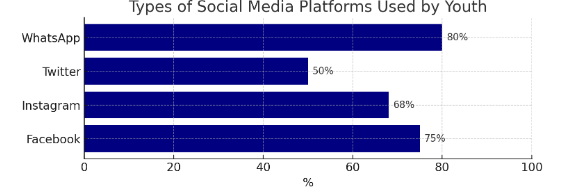 Types of Social Media Platforms Used by Youth
WhatsApp 80%
Twitter 50%
Instagram 68%
Facebook 75%
0 20 40 60 80 100
%